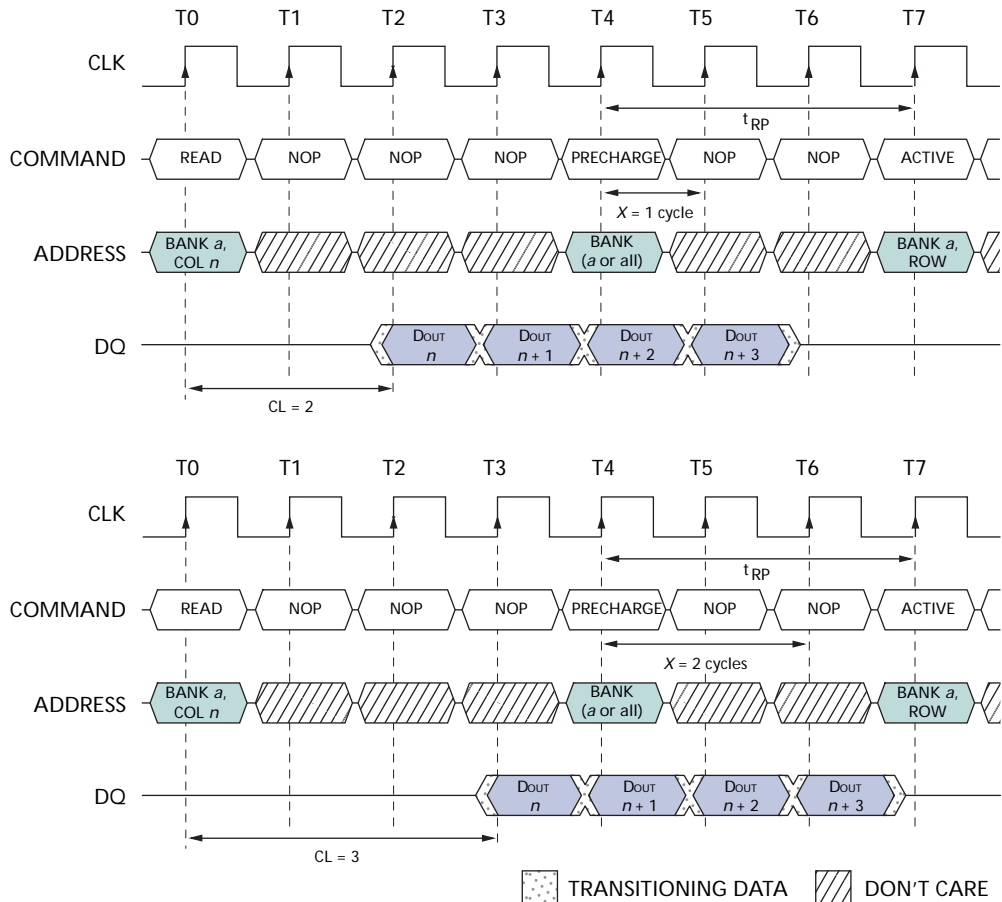 T0 T1 T2 T3 T4 T5 T6 T7
CLK
tRP
COMMAND READ NOP NOP NOP PRECHARGE NOP NOP ACTIVE
X = 1 cycle
ADDRESS
BANK a, BANK BANK a,
COL n (a or all) ROW
DQ
DOUT DOUT DOUT DOUT
n n + 1 n + 2 n + 3
CL = 2
T0 T1 T2 T3 T4 T5 T6 T7
CLK
tRP
COMMAND READ NOP NOP NOP PRECHARGE NOP NOP ACTIVE
X = 2 cycles
ADDRESS
BANK a, BANK BANK a,
COL n (a or all) ROW
DQ
DOUT DOUT DOUT DOUT
n n + 1 n + 2 n + 3
CL = 3
TRANSITIONING DATA DON'T CARE